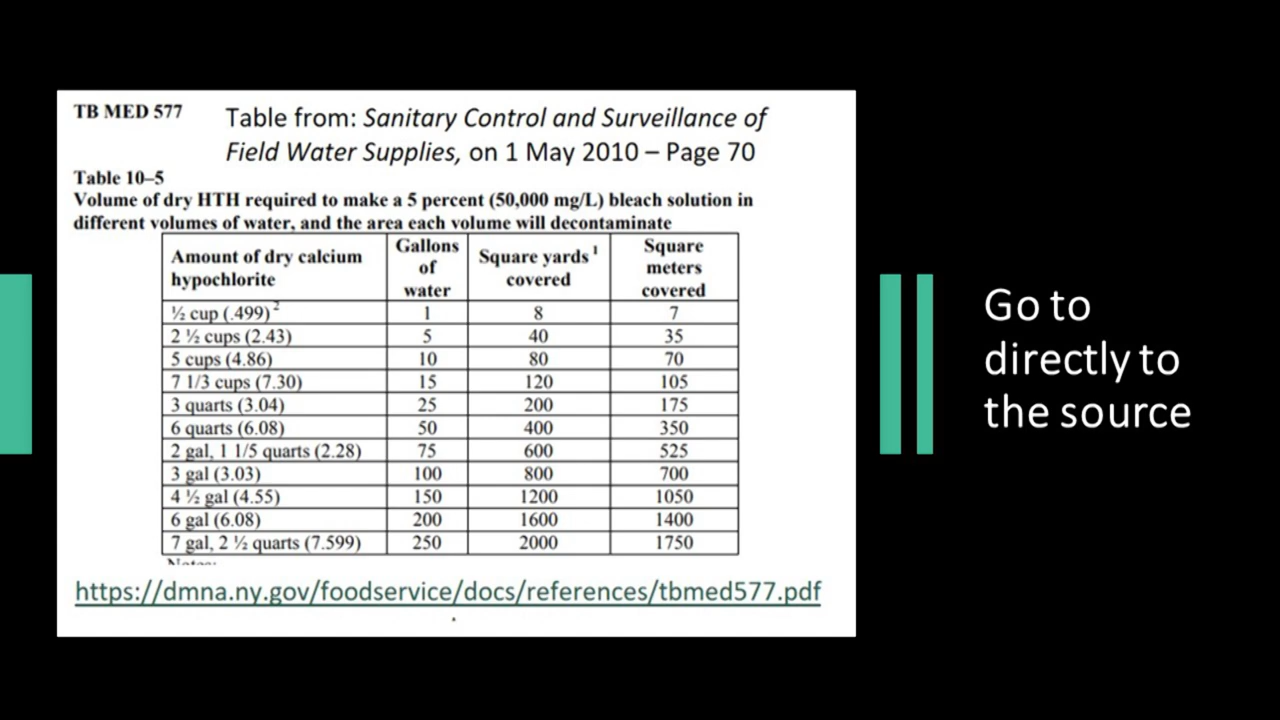 TB MED 577
Table from: Sanitary Control and Surveillance of
Field Water Supplies, on 1 May 2010 – Page 70
Table 10–5
Volume of dry HTH required to make a 5 percent (50,000 mg/L) bleach solution in
different volumes of water, and the area each volume will decontaminate
Amount of dry calcium hypochlorite | Gallons of water | Square yards ¹ covered | Square meters covered
½ cup (.499) ² | 1 | 8 | 7
2 ½ cups (2.43) | 5 | 40 | 35
5 cups (4.86) | 10 | 80 | 70
7 1/3 cups (7.30) | 15 | 120 | 105
3 quarts (3.04) | 25 | 200 | 175
6 quarts (6.08) | 50 | 400 | 350
2 gal, 1 1/5 quarts (2.28) | 75 | 600 | 525
3 gal (3.03) | 100 | 800 | 700
4 ½ gal (4.55) | 150 | 1200 | 1050
6 gal (6.08) | 200 | 1600 | 1400
7 gal, 2 ½ quarts (7.599) | 250 | 2000 | 1750
https://dmna.ny.gov/foodservice/docs/references/tbmed577.pdf
Go to
directly to
the source